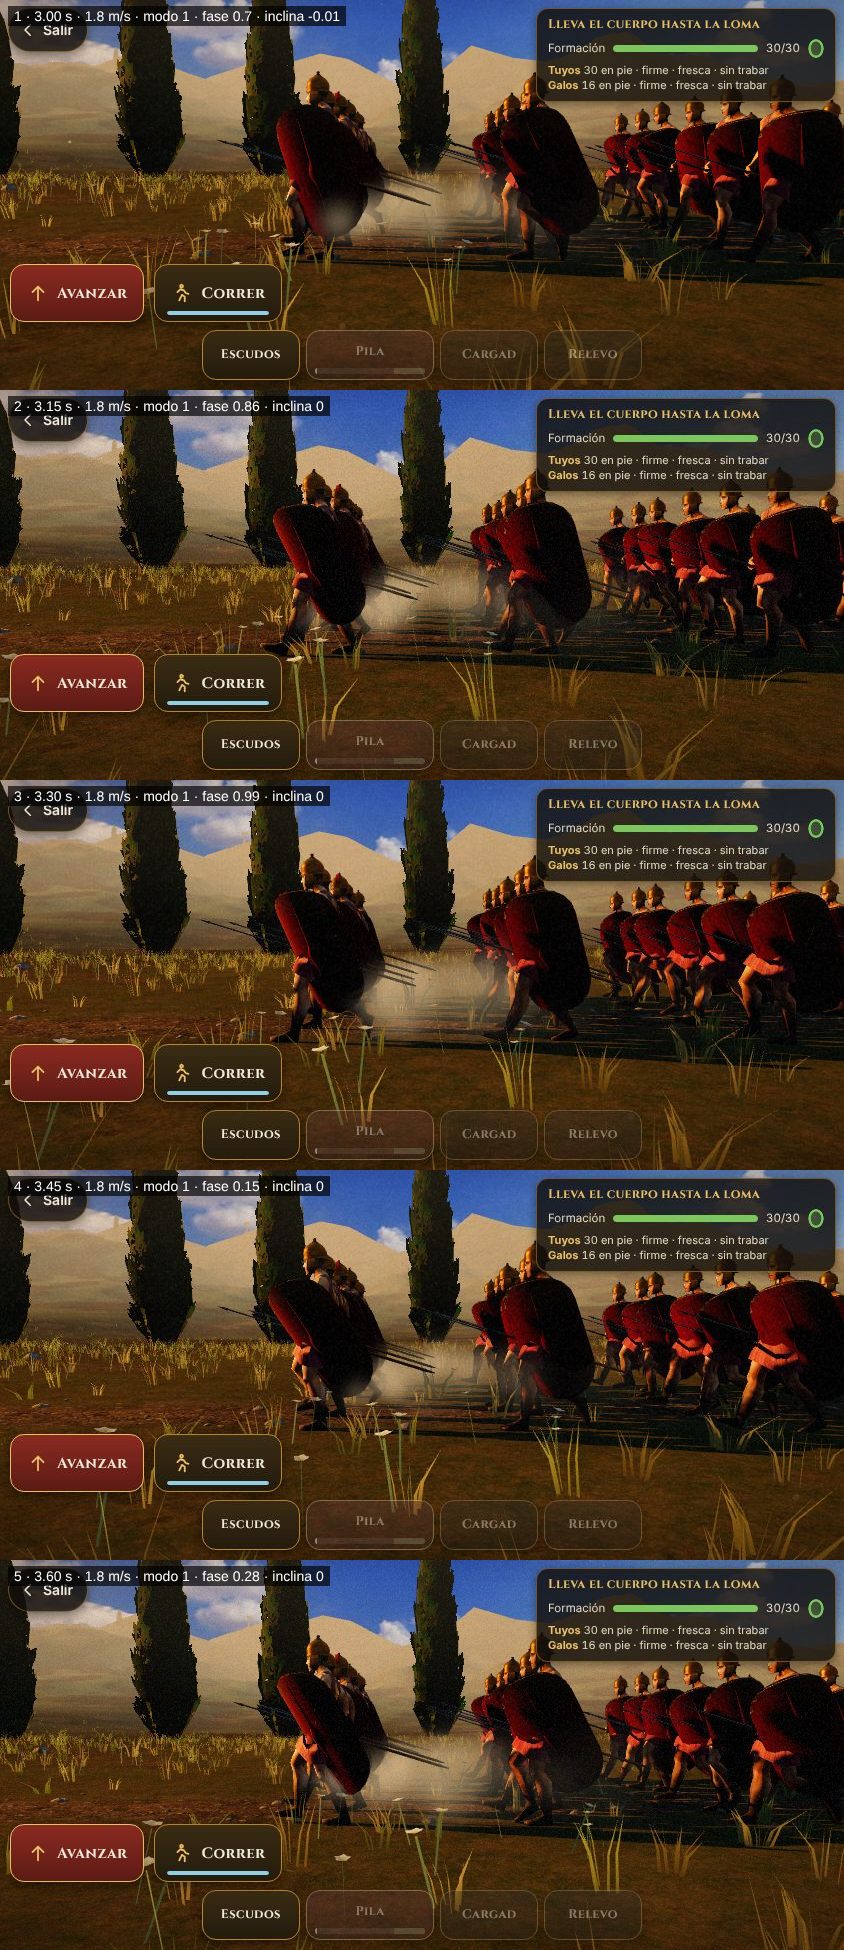 1 · 3.00 s · 1.8 m/s · modo 1 · fase 0.7 · inclina -0.01
Salir
Lleva el cuerpo hasta la loma
Formación 30/30
Tuyos 30 en pie · firme · fresca · sin trabar
Galos 16 en pie · firme · fresca · sin trabar
Avanzar
Correr
Escudos
Pila
Cargad
Relevo
2 · 3.15 s · 1.8 m/s · modo 1 · fase 0.86 · inclina 0
Salir
Lleva el cuerpo hasta la loma
Formación 30/30
Tuyos 30 en pie · firme · fresca · sin trabar
Galos 16 en pie · firme · fresca · sin trabar
Avanzar
Correr
Escudos
Pila
Cargad
Relevo
3 · 3.30 s · 1.8 m/s · modo 1 · fase 0.99 · inclina 0
Salir
Lleva el cuerpo hasta la loma
Formación 30/30
Tuyos 30 en pie · firme · fresca · sin trabar
Galos 16 en pie · firme · fresca · sin trabar
Avanzar
Correr
Escudos
Pila
Cargad
Relevo
4 · 3.45 s · 1.8 m/s · modo 1 · fase 0.15 · inclina 0
Salir
Lleva el cuerpo hasta la loma
Formación 30/30
Tuyos 30 en pie · firme · fresca · sin trabar
Galos 16 en pie · firme · fresca · sin trabar
Avanzar
Correr
Escudos
Pila
Cargad
Relevo
5 · 3.60 s · 1.8 m/s · modo 1 · fase 0.28 · inclina 0
Salir
Lleva el cuerpo hasta la loma
Formación 30/30
Tuyos 30 en pie · firme · fresca · sin trabar
Galos 16 en pie · firme · fresca · sin trabar
Avanzar
Correr
Escudos
Pila
Cargad
Relevo